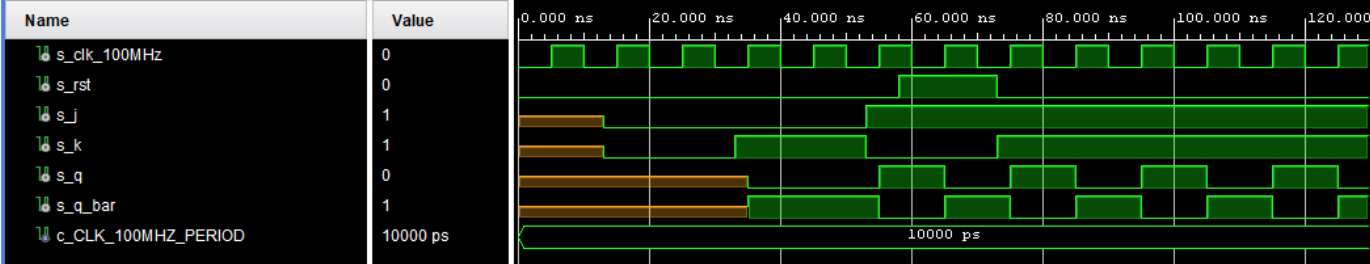 Name Value 0.000 ns 20.000 ns 40.000 ns 60.000 ns 80.000 ns 100.000 ns 120.000
s_clk_100MHz 0
s_rst 0
s_j 1
s_k 1
s_q 0
s_q_bar 1
c_CLK_100MHZ_PERIOD 10000 ps 10000 ps